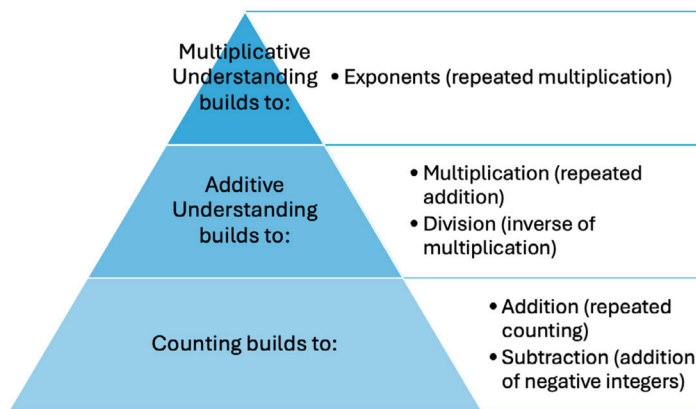 Multiplicative
Understanding
builds to:
• Exponents (repeated multiplication)
Additive
Understanding
builds to:
• Multiplication (repeated
addition)
• Division (inverse of
multiplication)
Counting builds to:
• Addition (repeated
counting)
• Subtraction (addition
of negative integers)